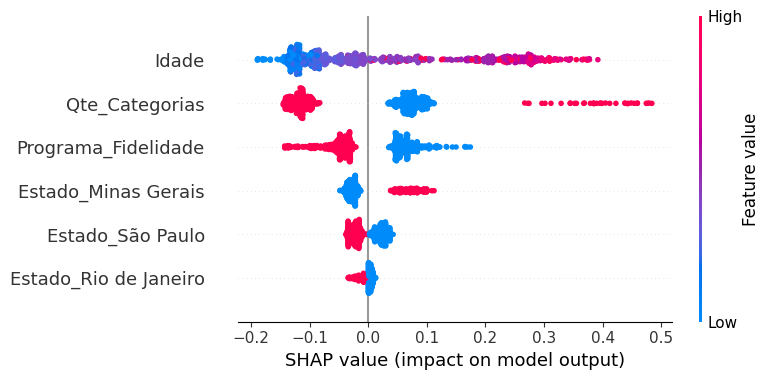 High
Idade
Qte_Categorias
Programa_Fidelidade
Estado_Minas Gerais
Estado_São Paulo
Estado_Rio de Janeiro
Feature value
Low
−0.2 −0.1 0.0 0.1 0.2 0.3 0.4 0.5
SHAP value (impact on model output)